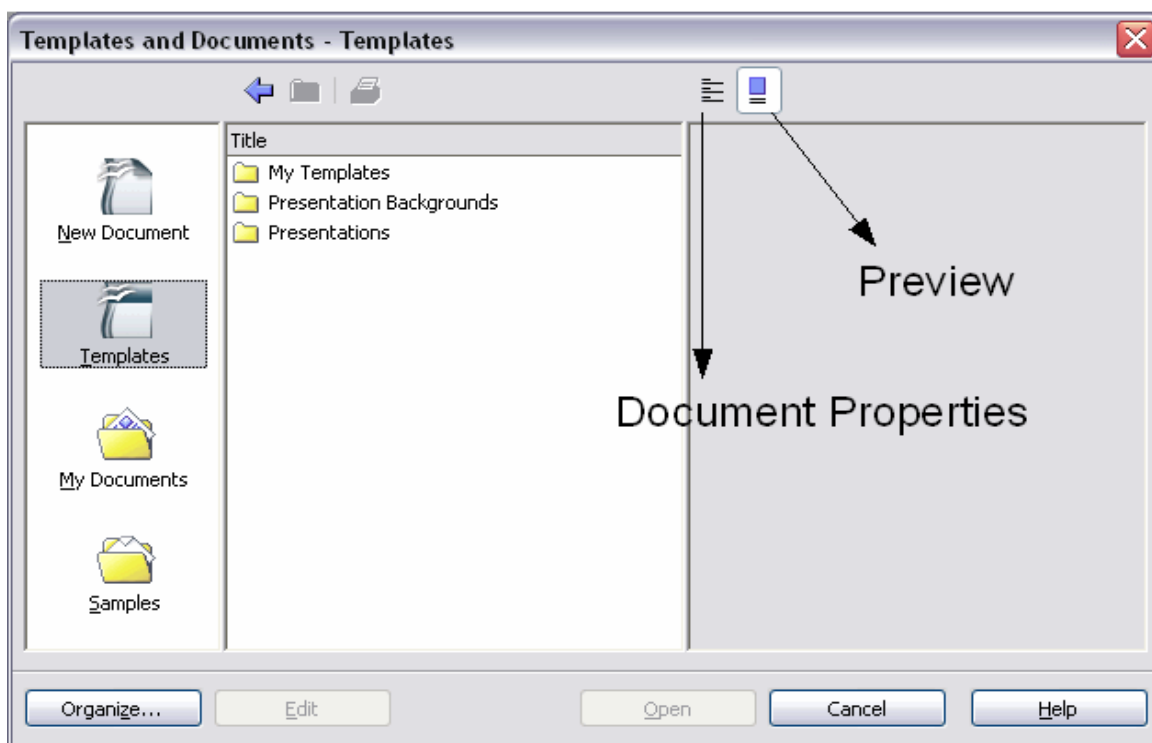 Templates and Documents - Templates
Title
My Templates
Presentation Backgrounds
Presentations
New Document
Templates
My Documents
Samples
Preview
Document Properties
Organize...
Edit
Open
Cancel
Help